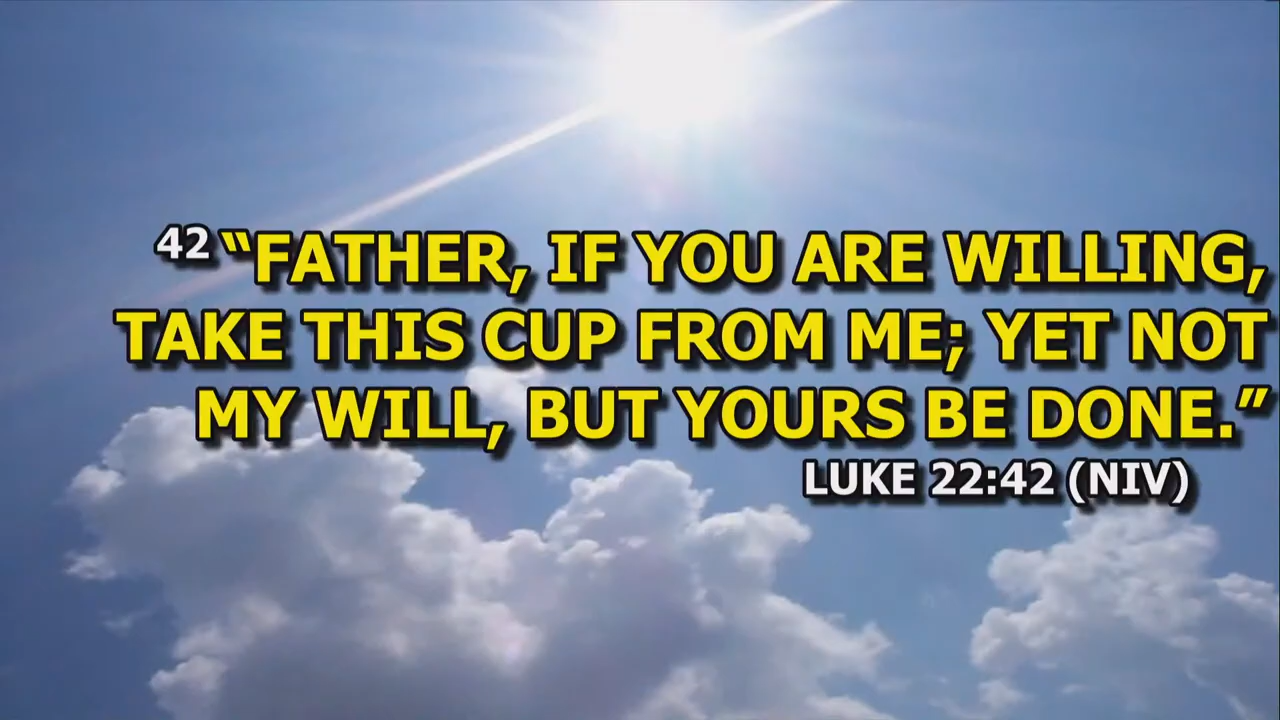 42 “FATHER, IF YOU ARE WILLING,
TAKE THIS CUP FROM ME; YET NOT
MY WILL, BUT YOURS BE DONE.”
LUKE 22:42 (NIV)